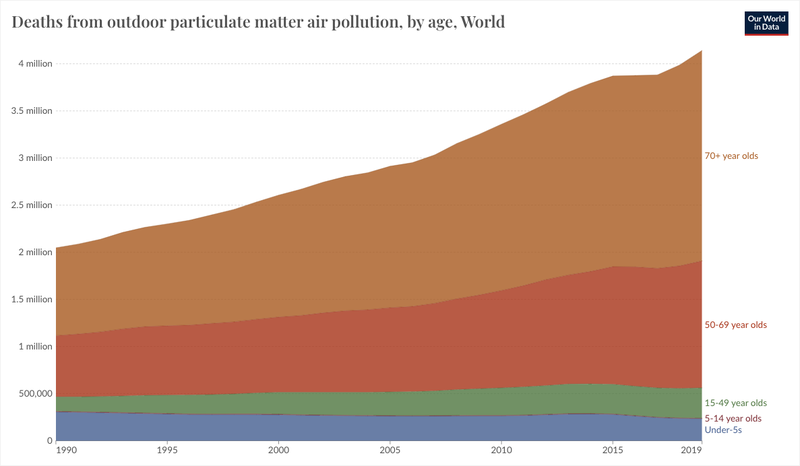 Deaths from outdoor particulate matter air pollution, by age, World
Our World
in Data
4 million
3.5 million
3 million
2.5 million
2 million
1.5 million
1 million
500,000
0
70+ year olds
50-69 year olds
15-49 year olds
5-14 year olds
Under-5s
1990
1995
2000
2005
2010
2015
2019